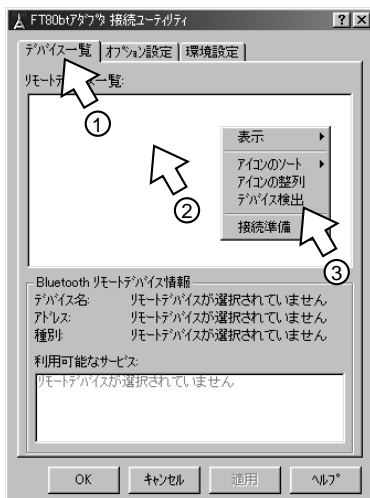 FT80btｱﾀﾞﾌﾟﾀ 接続ﾕｰﾃｨﾘﾃｨ
ﾃﾞﾊﾞｲｽ一覧 ｵﾌﾟｼｮﾝ設定 環境設定
ﾘﾓｰﾄﾃﾞ 一覧:
①
表示
ｱｲｺﾝのｿｰﾄ
ｱｲｺﾝの整列
ﾃﾞﾊﾞｲｽ検出
接続準備
②
③
Bluetooth ﾘﾓｰﾄﾃﾞﾊﾞｲｽ情報
ﾃﾞﾊﾞｲｽ名: ﾘﾓｰﾄﾃﾞﾊﾞｲｽが選択されていません
ｱﾄﾞﾚｽ: ﾘﾓｰﾄﾃﾞﾊﾞｲｽが選択されていません
種別: ﾘﾓｰﾄﾃﾞﾊﾞｲｽが選択されていません
利用可能なｻｰﾋﾞｽ:
ﾘﾓｰﾄﾃﾞﾊﾞｲｽが選択されていません
OK ｷｬﾝｾﾙ 適用 ﾍﾙﾌﾟ